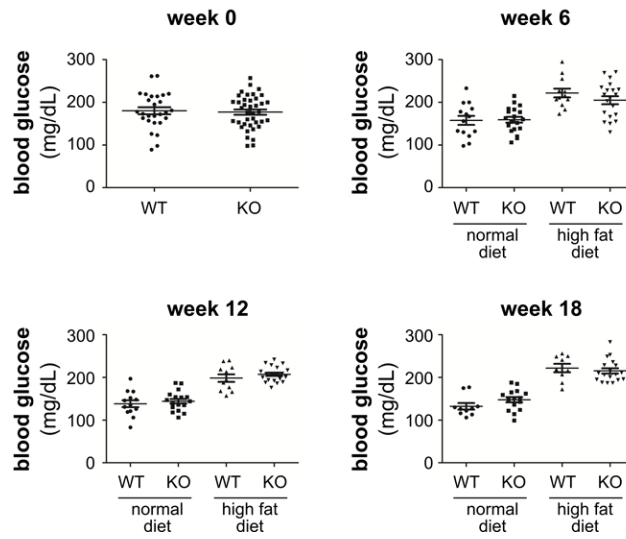 week 0
blood glucose
(mg/dL)
300
200
100
0
WT KO
week 6
blood glucose
(mg/dL)
300
200
100
0
WT KO WT KO
normal diet
high fat diet
week 12
blood glucose
(mg/dL)
300
200
100
0
WT KO WT KO
normal diet
high fat diet
week 18
blood glucose
(mg/dL)
300
200
100
0
WT KO WT KO
normal diet
high fat diet